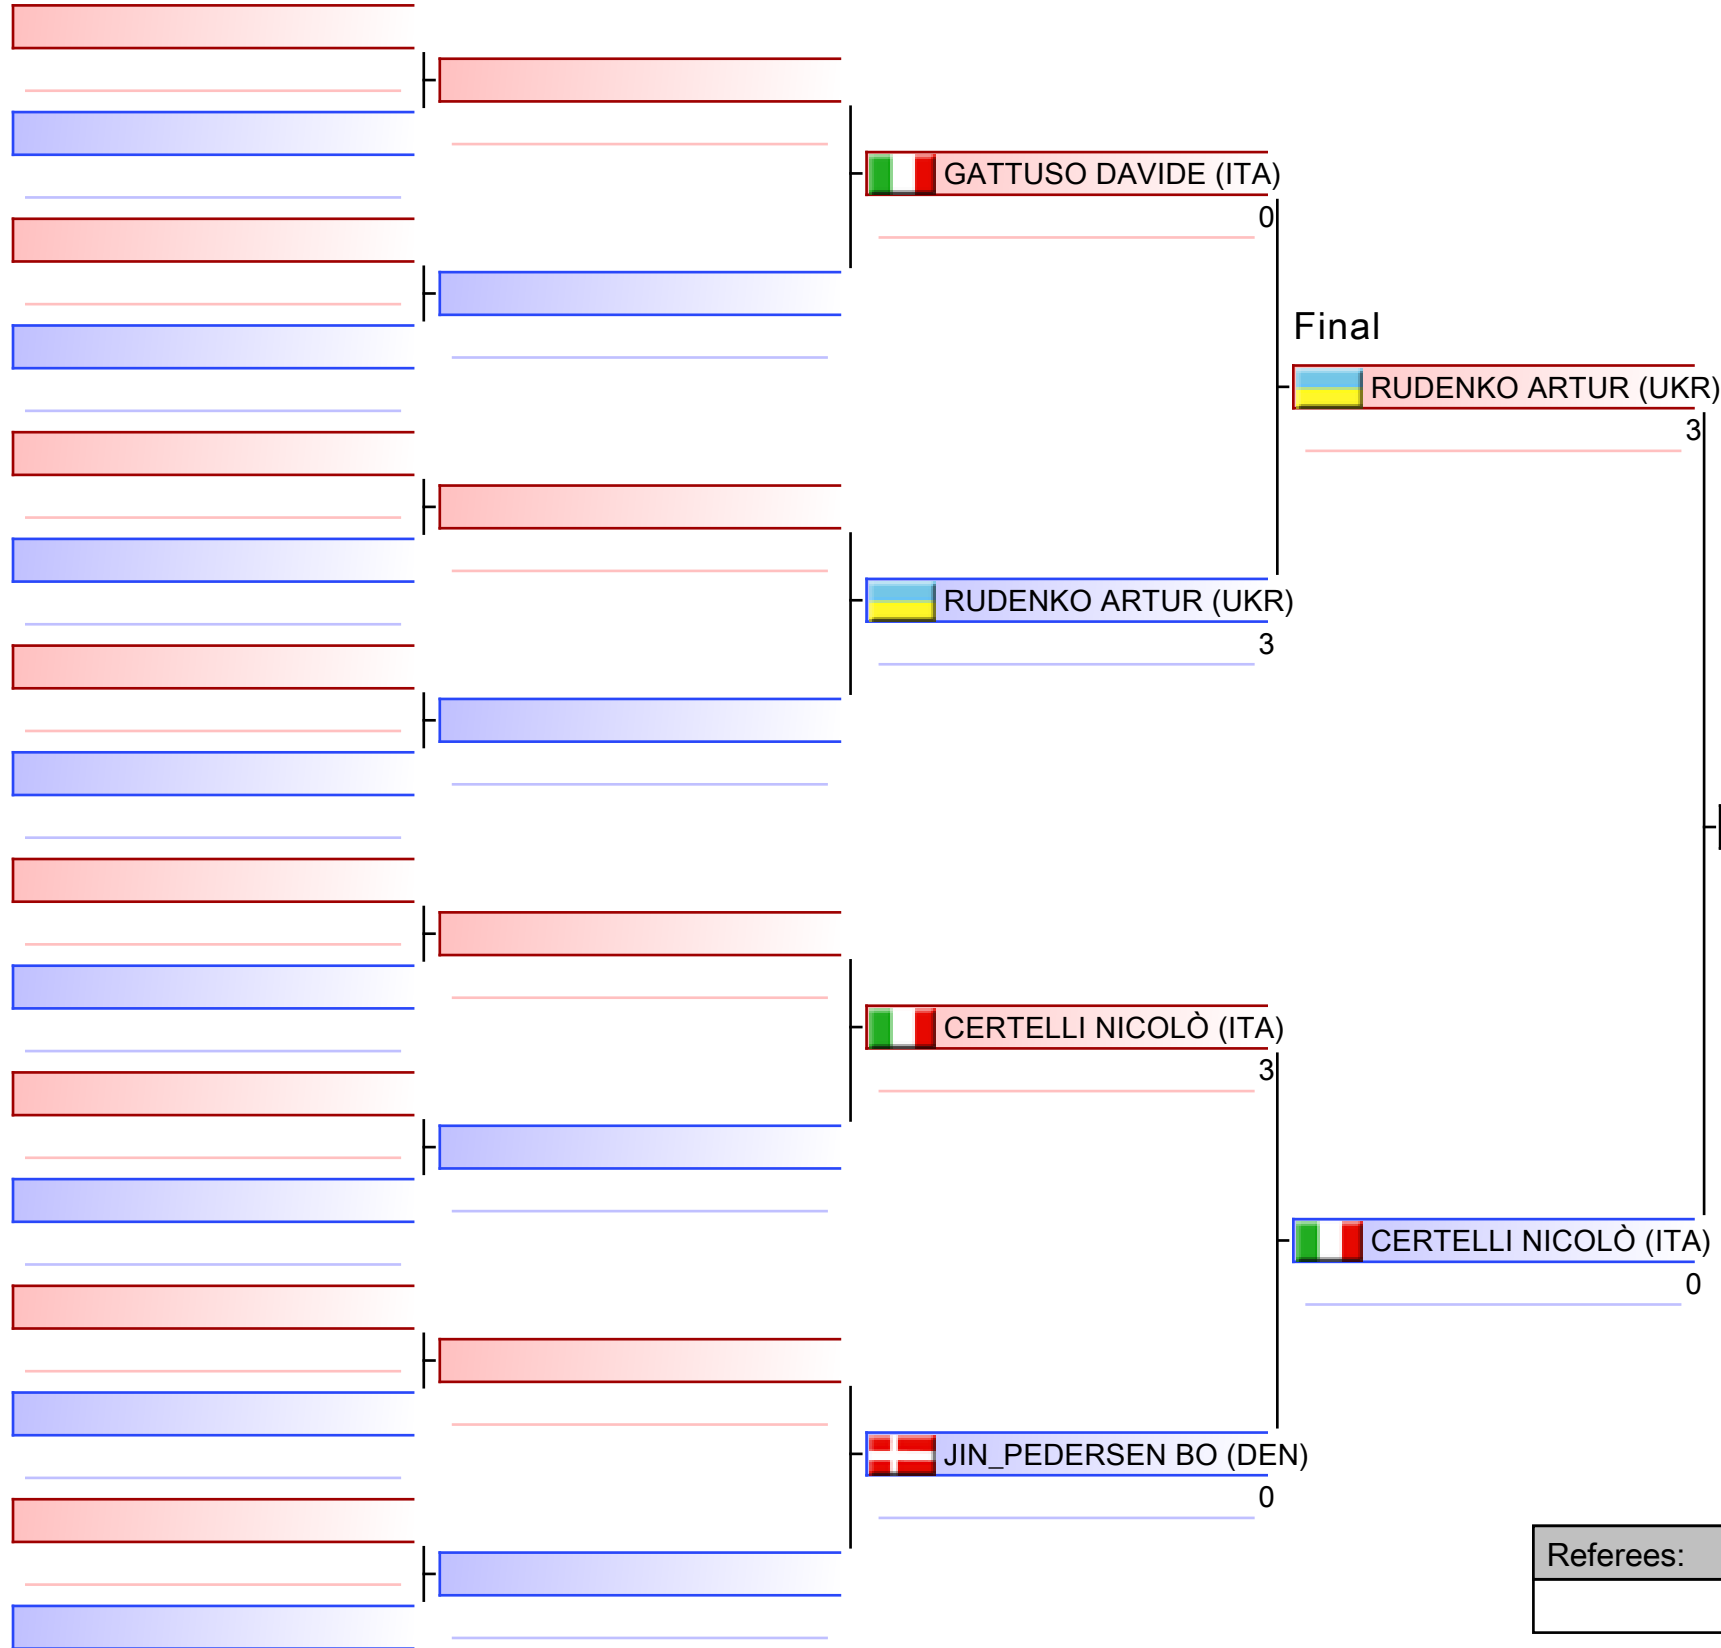 GATTUSO DAVIDE (ITA)
0
Final
RUDENKO ARTUR (UKR)
3
RUDENKO ARTUR (UKR)
3
CERTELLI NICOLÒ (ITA)
3
CERTELLI NICOLÒ (ITA)
0
JIN_PEDERSEN BO (DEN)
0
Referees: